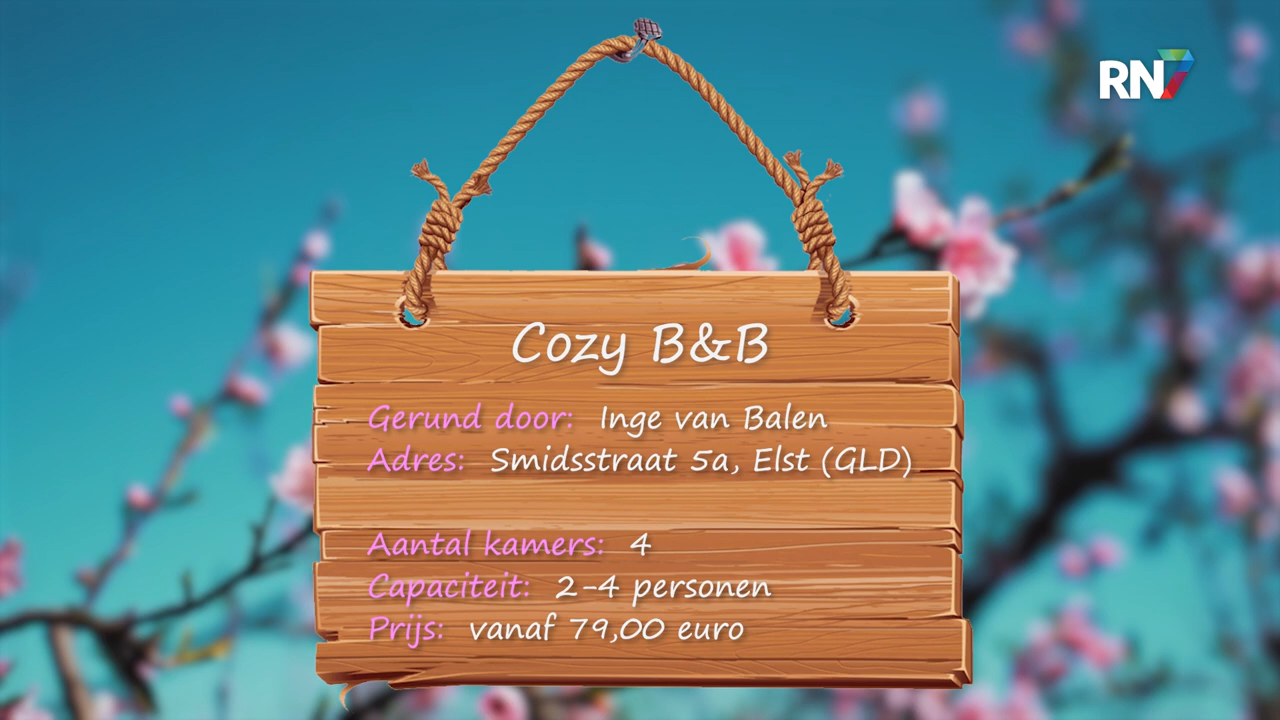 RN7
Cozy B&B
Gerund door: Inge van Balen
Adres: Smidsstraat 5a, Elst (GLD)
Aantal kamers: 4
Capaciteit: 2-4 personen
Prijs: vanaf 79,00 euro